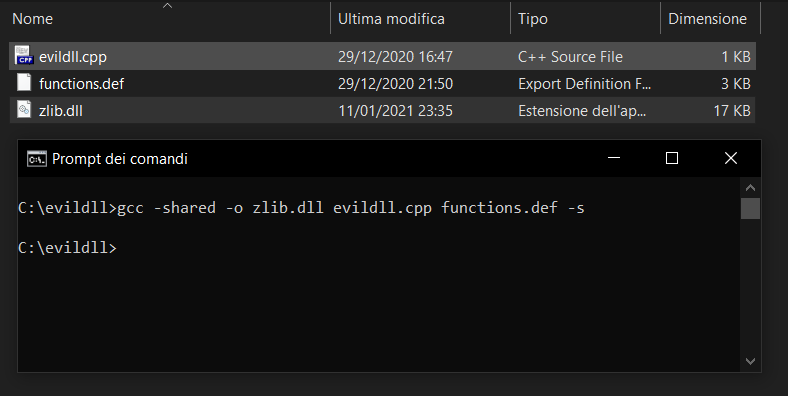 Nome Ultima modifica Tipo Dimensione
evildll.cpp 29/12/2020 16:47 C++ Source File 1 KB
functions.def 29/12/2020 21:50 Export Definition F... 3 KB
zlib.dll 11/01/2021 23:35 Estensione dell'ap... 17 KB
Prompt dei comandi
C:\evildll>gcc -shared -o zlib.dll evildll.cpp functions.def -s
C:\evildll>